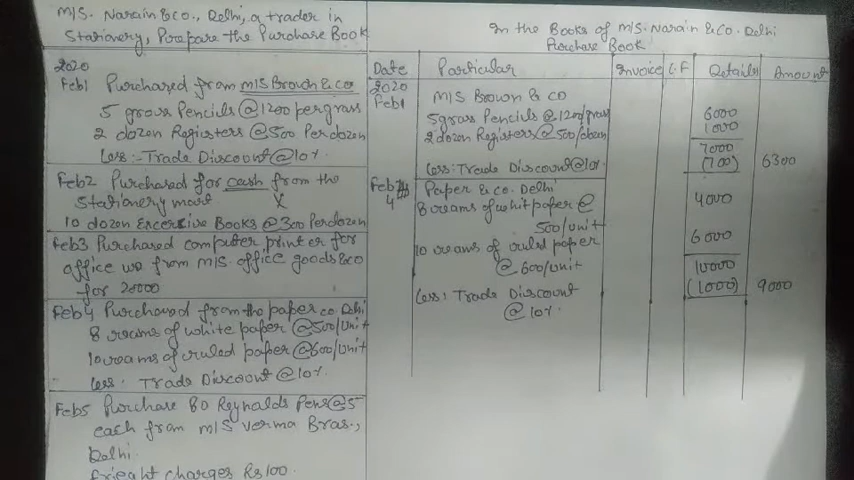 M/S. Narain & co., Delhi, a trader in
Stationery, Prepare the Purchase Book
2020
Feb1 Purchased from M/S Brown & co
5 gross Pencils @ 1200 per gross
2 dozen Registers @ 500 Per dozen
Less:- Trade Discount @ 10%
Feb2 Purchased for cash from the
Stationery mart X
10 dozen Excersive Books @ 300 Per dozen
Feb3 Purchased computer printer for
office from M/S. office goods & co
for 20000
Feb4 Purchased from the paper co. Delhi
8 reams of white paper @ 500/Unit
10 reams of ruled paper @ 600/Unit
Less: Trade Discount @ 10%
Feb5 Purchase 80 Reynolds Pens @ 5
each from M/S Verma Bros.,
Delhi.
frieght charges Rs 100.
In the Books of M/S. Narain & Co. Delhi
Purchase Book
Date Particular Invoice L.F Details Amount
2020
Feb1 M/S Brown & CO
5 gross Pencils @ 1200/gross 6000
2 dozen Registers @ 500/dozen 1000
7000
Less: Trade Discount @ 10% (700) 6300
Feb
4 Paper & co. Delhi
8 reams of whit paper @ 4000
500/Unit
10 reams of ruled paper 6000
@ 600/Unit 10000
Less: Trade Discount (1000) 9000
@ 10%.